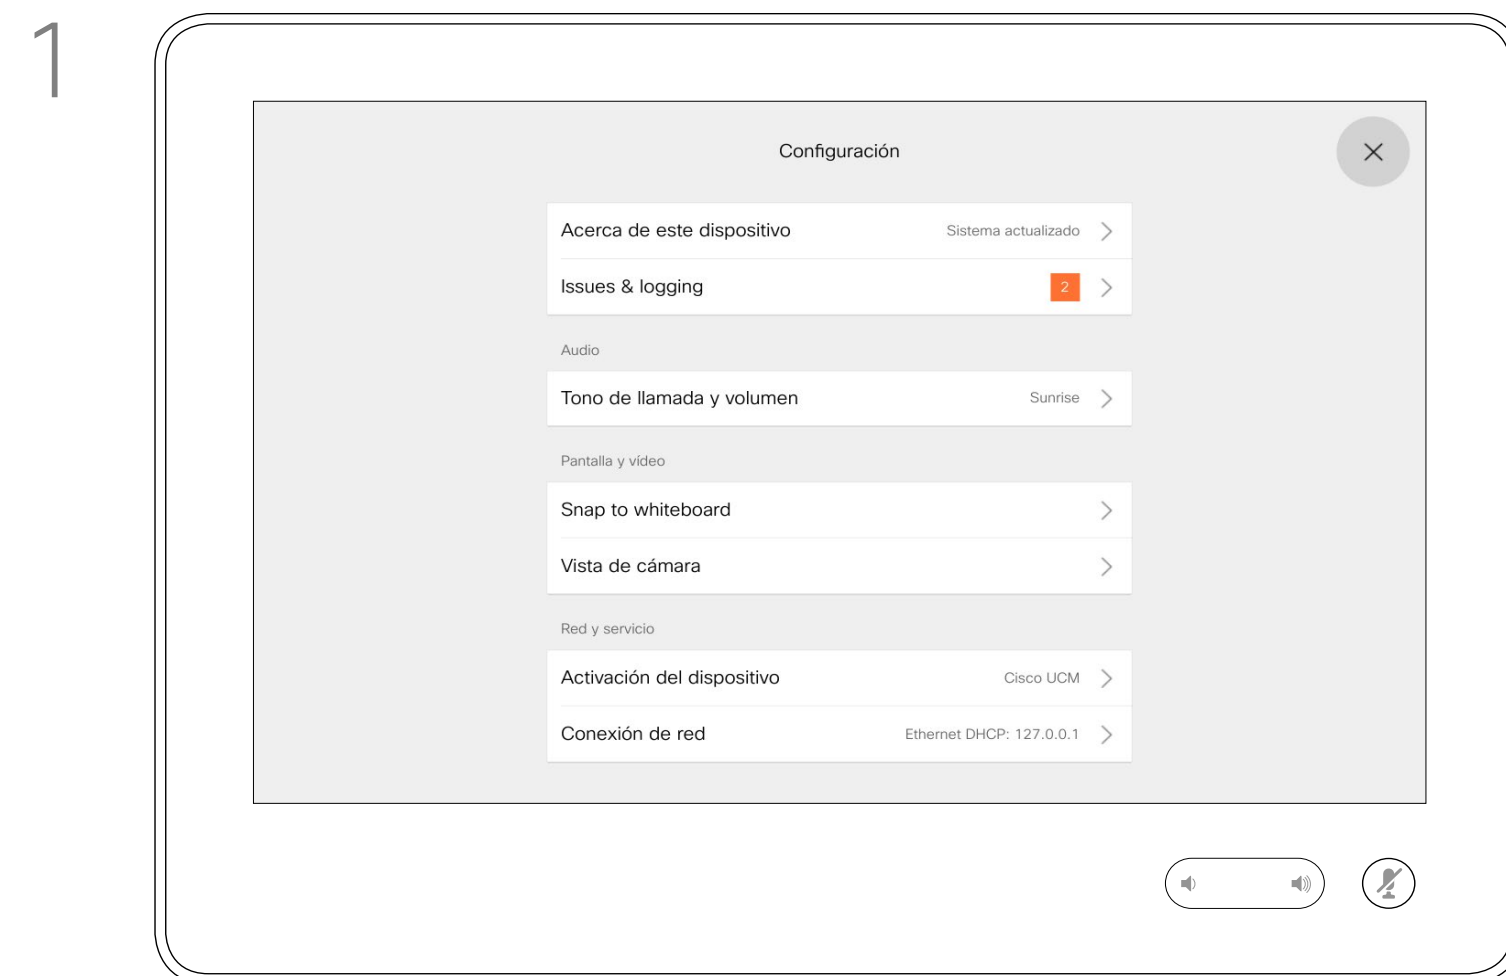 1
Configuración
Acerca de este dispositivo Sistema actualizado
Issues & logging 2
Audio
Tono de llamada y volumen Sunrise
Pantalla y vídeo
Snap to whiteboard
Vista de cámara
Red y servicio
Activación del dispositivo Cisco UCM
Conexión de red Ethernet DHCP: 127.0.0.1